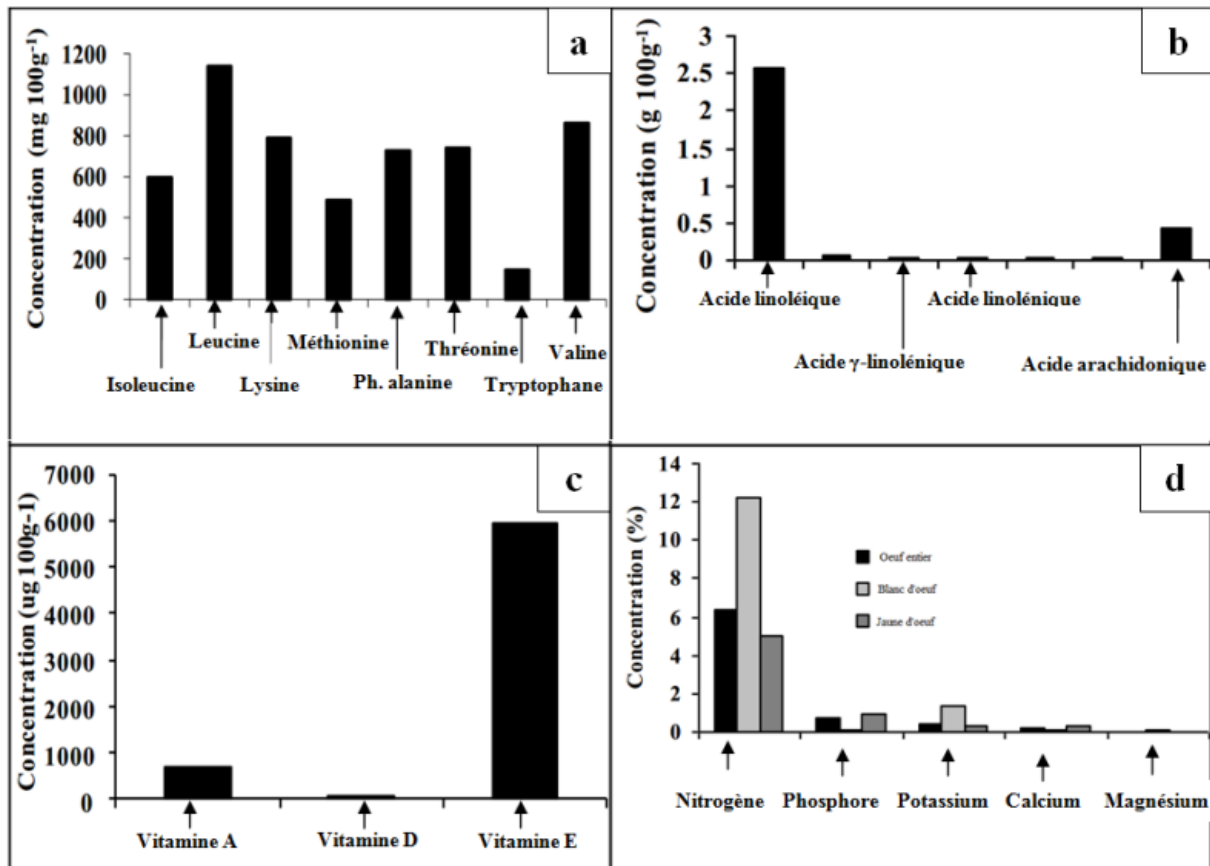 a
Concentration (mg 100g⁻¹)
1200
1000
800
600
400
200
0
Leucine
Méthionine
Thréonine
Valine
Isoleucine
Lysine
Ph. alanine
Tryptophane
b
Concentration (g 100g⁻¹)
3
2.5
2
1.5
1
0.5
0
Acide linoléique
Acide linolénique
Acide γ-linolénique
Acide arachidonique
c
Concentration (ug 100g-1)
7000
6000
5000
4000
3000
2000
1000
0
Vitamine A
Vitamine D
Vitamine E
d
Concentration (%)
14
12
10
8
6
4
2
0
Oeuf entier
Blanc d'oeuf
Jaune d'oeuf
Nitrogène
Phosphore
Potassium
Calcium
Magnésium